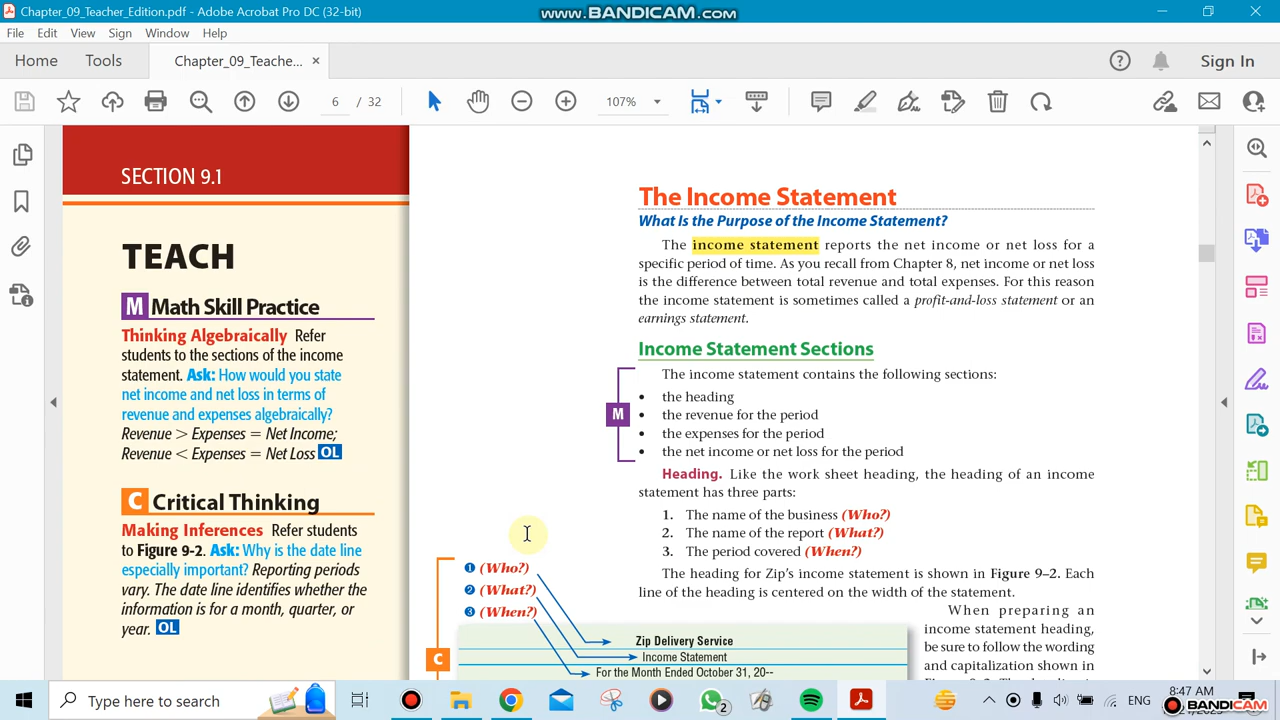 Chapter_09_Teacher_Edition.pdf - Adobe Acrobat Pro DC (32-bit)
www.BANDICAM.com
File Edit View Sign Window Help
Home Tools Chapter_09_Teache... × Sign In
6 / 32 107%
SECTION 9.1
TEACH
M Math Skill Practice
Thinking Algebraically Refer
students to the sections of the income
statement. Ask: How would you state
net income and net loss in terms of
revenue and expenses algebraically?
Revenue > Expenses = Net Income;
Revenue < Expenses = Net Loss OL
C Critical Thinking
Making Inferences Refer students
to Figure 9-2. Ask: Why is the date line
especially important? Reporting periods
vary. The date line identifies whether the
information is for a month, quarter, or
year. OL
The Income Statement
What Is the Purpose of the Income Statement?
The income statement reports the net income or net loss for a
specific period of time. As you recall from Chapter 8, net income or net loss
is the difference between total revenue and total expenses. For this reason
the income statement is sometimes called a profit-and-loss statement or an
earnings statement.
Income Statement Sections
The income statement contains the following sections:
• the heading
M
• the revenue for the period
• the expenses for the period
• the net income or net loss for the period
Heading. Like the work sheet heading, the heading of an income
statement has three parts:
1. The name of the business (Who?)
2. The name of the report (What?)
3. The period covered (When?)
The heading for Zip's income statement is shown in Figure 9–2. Each
line of the heading is centered on the width of the statement.
❶ (Who?)
❷ (What?)
❸ (When?)
C
Zip Delivery Service
Income Statement
For the Month Ended October 31, 20--
When preparing an
income statement heading,
be sure to follow the wording
and capitalization shown in
Type here to search
2
ENG
8:47 AM
BANDICAM